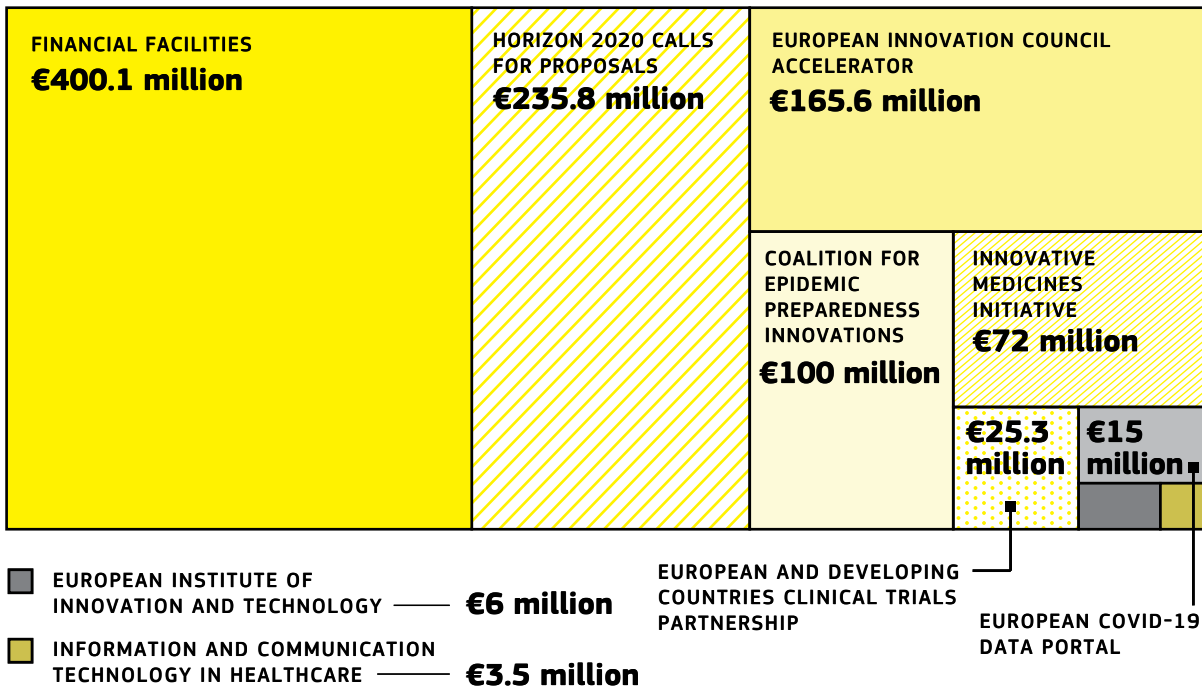 FINANCIAL FACILITIES
€400.1 million
HORIZON 2020 CALLS
FOR PROPOSALS
€235.8 million
EUROPEAN INNOVATION COUNCIL
ACCELERATOR
€165.6 million
COALITION FOR
EPIDEMIC
PREPAREDNESS
INNOVATIONS
€100 million
INNOVATIVE
MEDICINES
INITIATIVE
€72 million
€25.3
million
€15
million
EUROPEAN INSTITUTE OF
INNOVATION AND TECHNOLOGY
€6 million
INFORMATION AND COMMUNICATION
TECHNOLOGY IN HEALTHCARE
€3.5 million
EUROPEAN AND DEVELOPING
COUNTRIES CLINICAL TRIALS
PARTNERSHIP
EUROPEAN COVID-19
DATA PORTAL